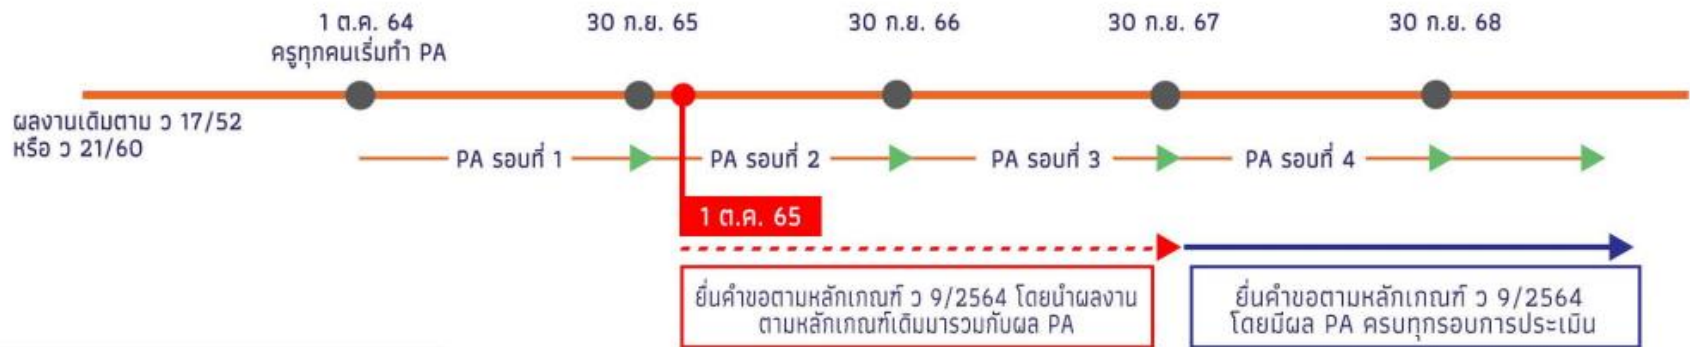 1 ต.ค. 64
ครูทุกคนเริ่มทำ PA
30 ก.ย. 65
30 ก.ย. 66
30 ก.ย. 67
30 ก.ย. 68
ผลงานเดิมตาม ว 17/52
หรือ ว 21/60
PA รอบที่ 1
PA รอบที่ 2
PA รอบที่ 3
PA รอบที่ 4
1 ต.ค. 65
ยื่นคำขอตามหลักเกณฑ์ ว 9/2564 โดยนำผลงาน
ตามหลักเกณฑ์เดิมมารวมกับผล PA
ยื่นคำขอตามหลักเกณฑ์ ว 9/2564
โดยมีผล PA ครบทุกรอบการประเมิน